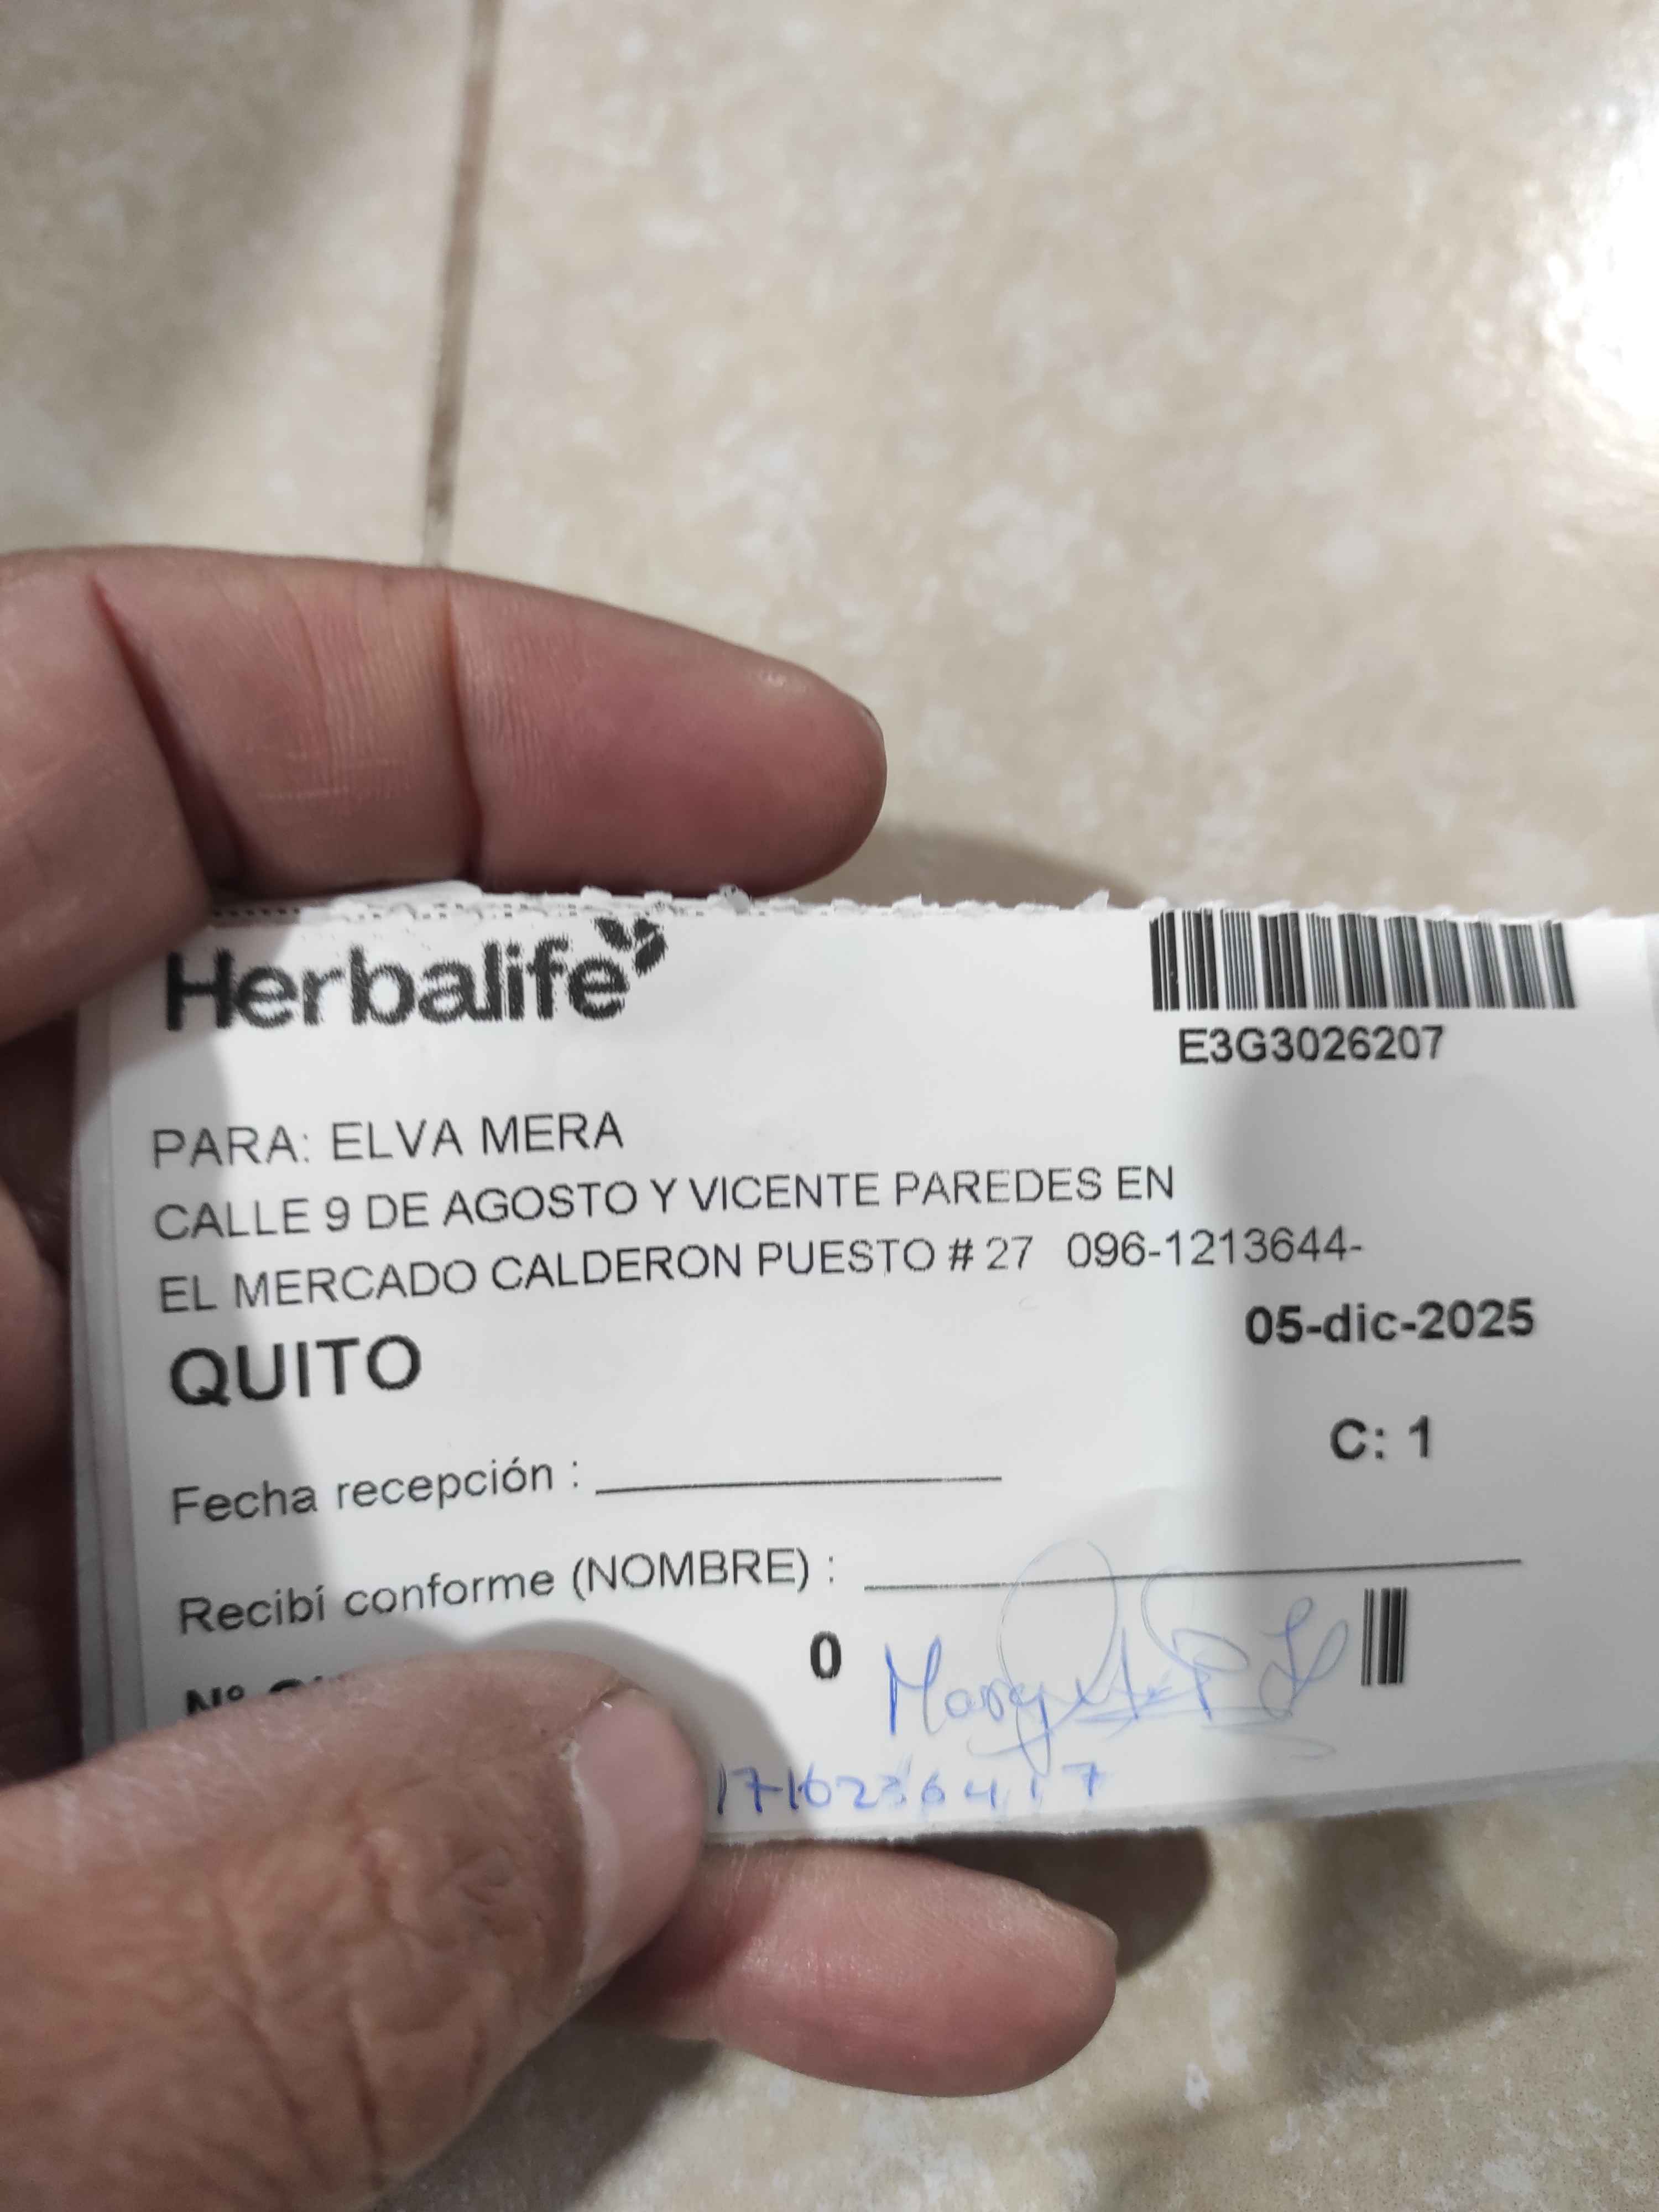 Herbalife
E3G3026207
PARA: ELVA MERA
CALLE 9 DE AGOSTO Y VICENTE PAREDES EN
EL MERCADO CALDERON PUESTO # 27 096-1213644-
05-dic-2025
QUITO
C: 1
Fecha recepción :
Recibí conforme (NOMBRE) :
0
Nº